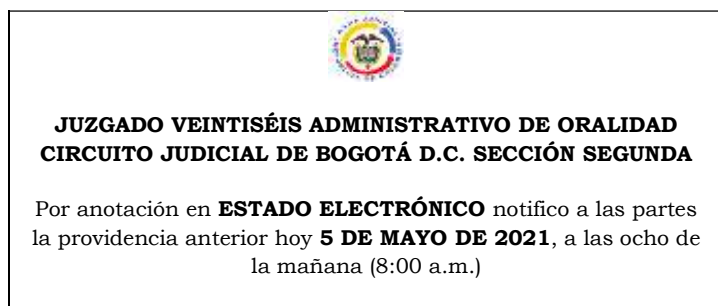 JUZGADO VEINTISÉIS ADMINISTRATIVO DE ORALIDAD
CIRCUITO JUDICIAL DE BOGOTÁ D.C. SECCIÓN SEGUNDA
Por anotación en ESTADO ELECTRÓNICO notifico a las partes
la providencia anterior hoy 5 DE MAYO DE 2021, a las ocho de
la mañana (8:00 a.m.)